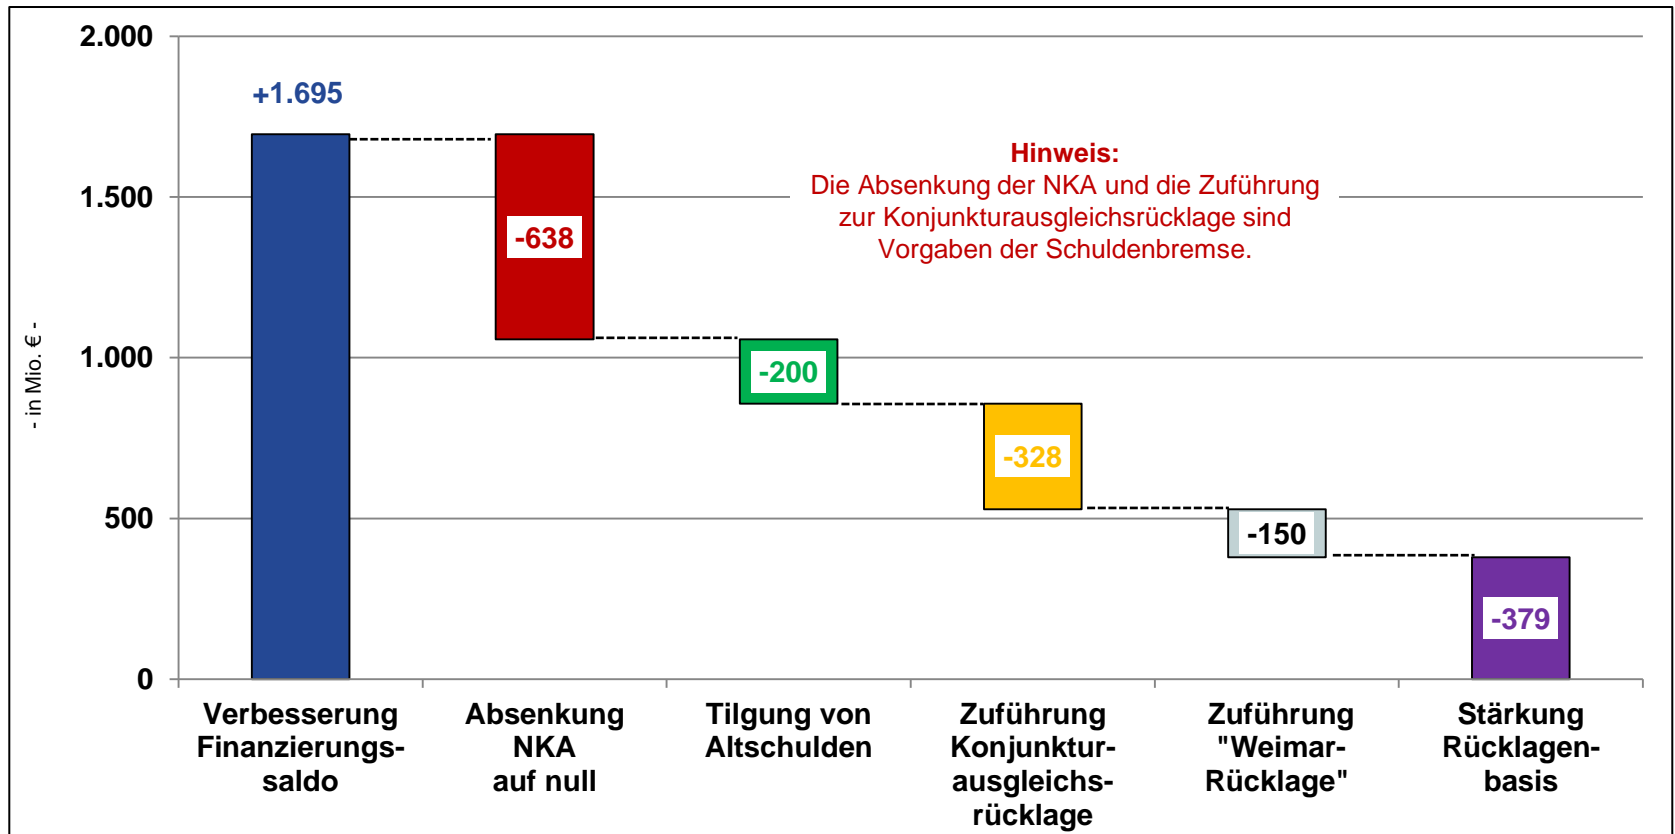 2.000
1.500
1.000
500
0
- in Mio. € -
+1.695
-638
-200
-328
-150
-379
Hinweis:
Die Absenkung der NKA und die Zuführung
zur Konjunkturausgleichsrücklage sind
Vorgaben der Schuldenbremse.
Verbesserung
Finanzierungs-
saldo
Absenkung
NKA
auf null
Tilgung von
Altschulden
Zuführung
Konjunktur-
ausgleichs-
rücklage
Zuführung
"Weimar-
Rücklage"
Stärkung
Rücklagen-
basis